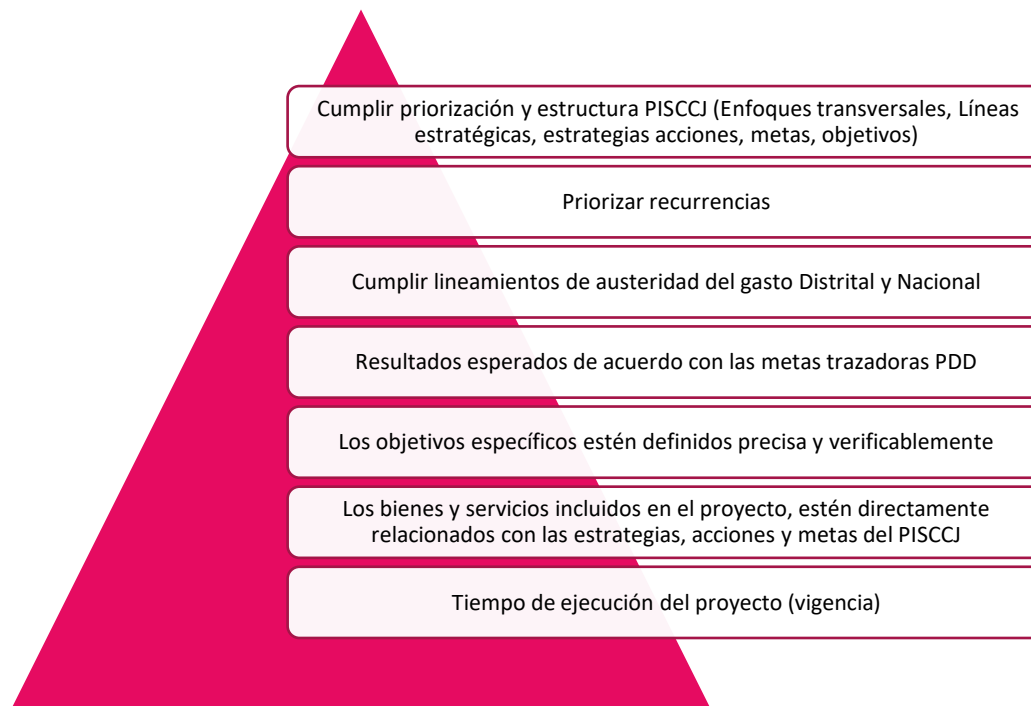 Cumplir priorización y estructura PISCCJ (Enfoques transversales, Líneas
estratégicas, estrategias acciones, metas, objetivos)
Priorizar recurrencias
Cumplir lineamientos de austeridad del gasto Distrital y Nacional
Resultados esperados de acuerdo con las metas trazadoras PDD
Los objetivos específicos estén definidos precisa y verificablemente
Los bienes y servicios incluidos en el proyecto, estén directamente
relacionados con las estrategias, acciones y metas del PISCCJ
Tiempo de ejecución del proyecto (vigencia)